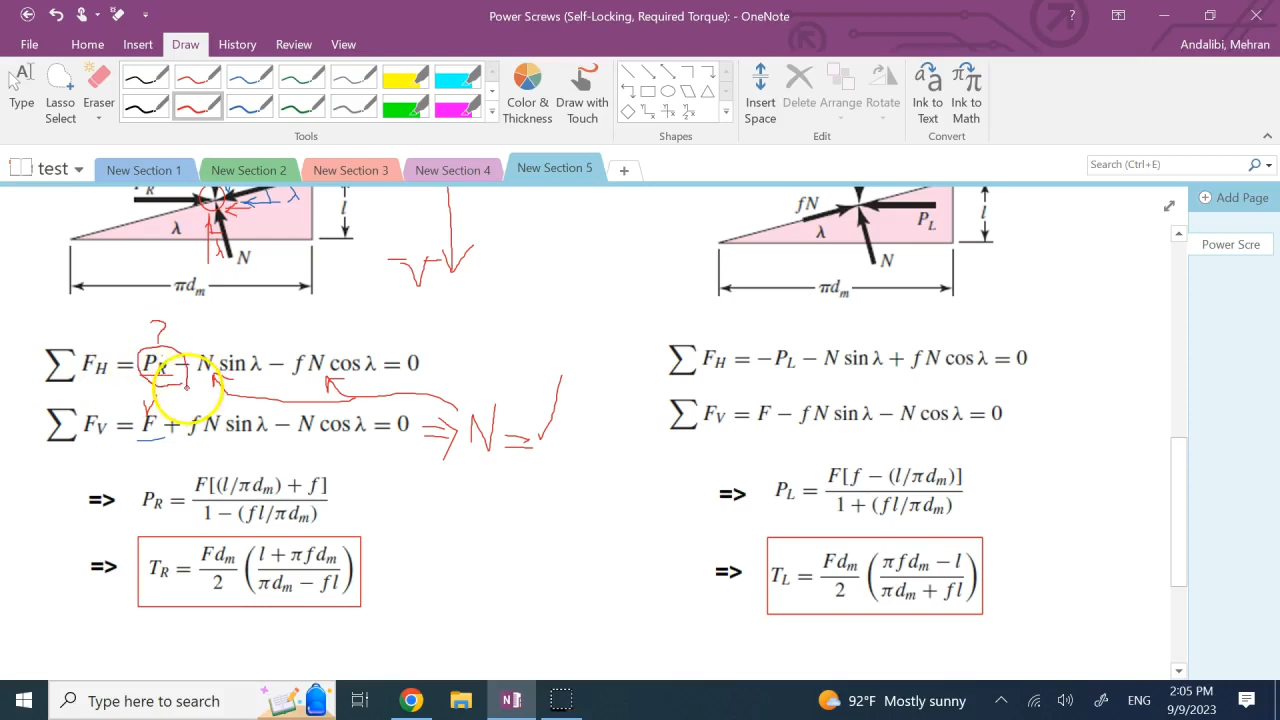 Power Screws (Self-Locking, Required Torque): - OneNote
File Home Insert Draw History Review View
Andalibi, Mehran
Type
Lasso Select
Eraser
Color & Thickness
Draw with Touch
Insert Space
Delete
Arrange
Rotate
Ink to Text
Ink to Math
Tools
Shapes
Edit
Convert
test
New Section 1
New Section 2
New Section 3
New Section 4
New Section 5
Search (Ctrl+E)
Add Page
Power Scre
P_R
λ
l
λ
λ
N
πd_m
V
fN
P_L
λ
l
N
πd_m
?
∑ F_H = P_R − N sin λ − f N cos λ = 0
∑ F_V = F + f N sin λ − N cos λ = 0
⇒ N = ✓
=> P_R = F[(l/πd_m) + f] / 1 − (fl/πd_m)
=> T_R = Fd_m/2 (l + πfd_m / πd_m − fl)
∑ F_H = −P_L − N sin λ + f N cos λ = 0
∑ F_V = F − f N sin λ − N cos λ = 0
=> P_L = F[f − (l/πd_m)] / 1 + (fl/πd_m)
=> T_L = Fd_m/2 (πfd_m − l / πd_m + fl)
Type here to search
92°F Mostly sunny
ENG
2:05 PM
9/9/2023